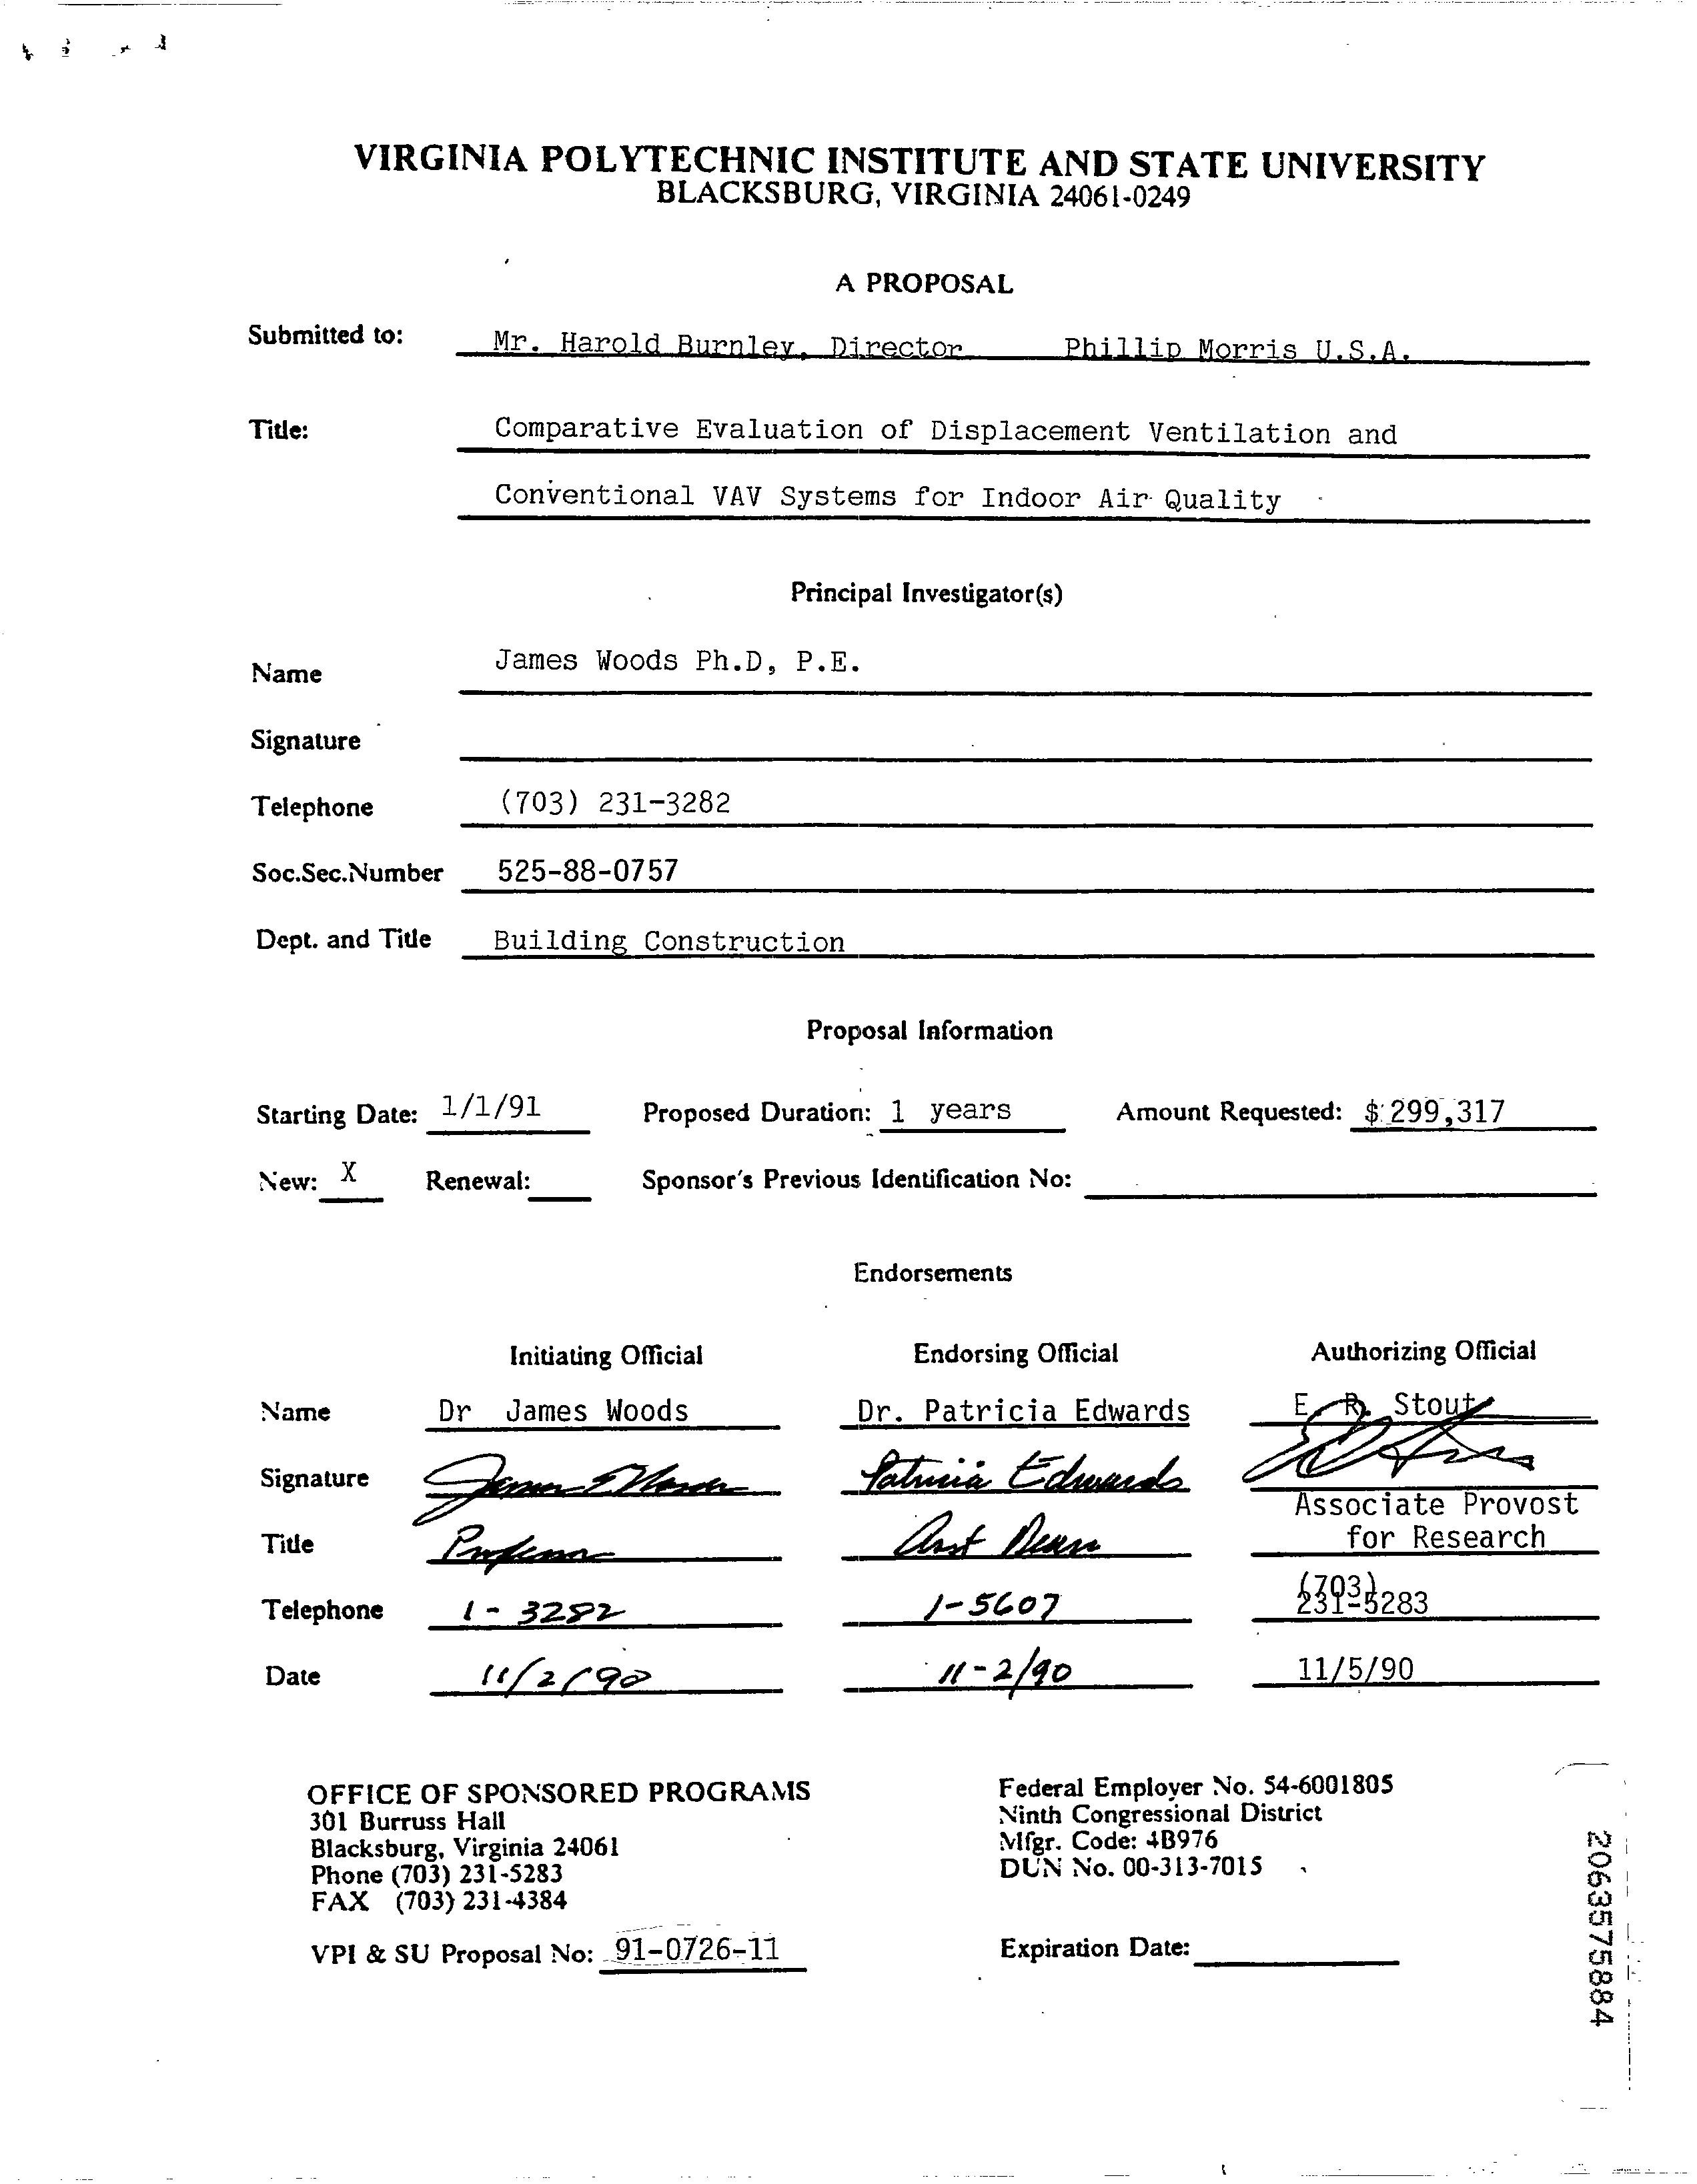 VIRGINIA POLYTECHNIC INSTITUTE AND STATE UNIVERSITY
BLACKSBURG, VIRGINIA 24061-0249
A PROPOSAL
Submitted to: Mr. Harold Burnley, Director Phillip Morris U.S.A.
Title: Comparative Evaluation of Displacement Ventilation and
Conventional VAV Systems for Indoor Air Quality
Principal Investigator(s)
Name James Woods Ph.D, P.E.
Signature
Telephone (703) 231-3282
Soc.Sec.Number 525-88-0757
Dept. and Title Building Construction
Proposal Information
Starting Date: 1/1/91 Proposed Duration: 1 years Amount Requested: $ 299,317
New: X Renewal: Sponsor's Previous Identification No:
Endorsements
Initiating Official Endorsing Official Authorizing Official
Name Dr James Woods Dr. Patricia Edwards E. R. Stout
Signature James E Woods Patricia Edwards
Title Professor Asst Dean Associate Provost
for Research
Telephone 1-3282 1-5607 (703)
231-5283
Date 11/2/90 11-2/90 11/5/90
OFFICE OF SPONSORED PROGRAMS
301 Burruss Hall
Blacksburg, Virginia 24061
Phone (703) 231-5283
FAX (703) 231-4384
VPI & SU Proposal No: 91-0726-11
Federal Employer No. 54-6001805
Ninth Congressional District
Mfgr. Code: 4B976
DUN No. 00-313-7015
Expiration Date:
2063575884